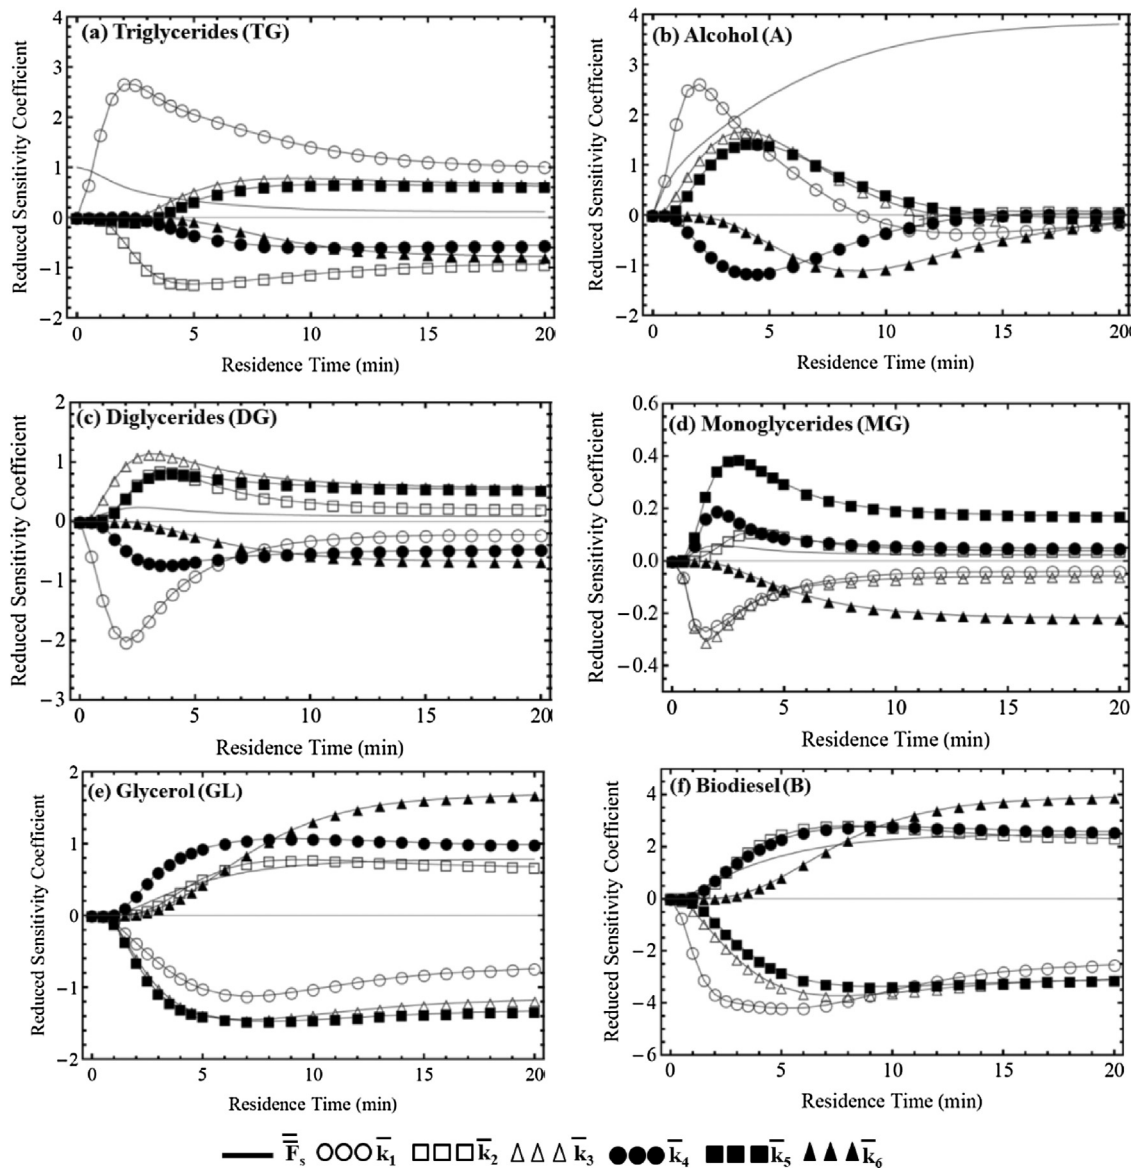 (a) Triglycerides (TG)
Reduced Sensitivity Coefficient
4
3
2
1
0
−1
−2
0 5 10 15 20
Residence Time (min)
(b) Alcohol (A)
Reduced Sensitivity Coefficient
4
3
2
1
0
−1
−2
0 5 10 15 20
Residence Time (min)
(c) Diglycerides (DG)
Reduced Sensitivity Coefficient
2
1
0
−1
−2
−3
0 5 10 15 20
Residence Time (min)
(d) Monoglycerides (MG)
Reduced Sensitivity Coefficient
0.6
0.4
0.2
0.0
−0.2
−0.4
0 5 10 15 20
Residence Time (min)
(e) Glycerol (GL)
Reduced Sensitivity Coefficient
2
1
0
−1
−2
0 5 10 15 20
Residence Time (min)
(f) Biodiesel (B)
Reduced Sensitivity Coefficient
4
2
0
−2
−4
−6
0 5 10 15 20
Residence Time (min)
F̿s k̅1 k̅2 k̅3 k̅4 k̅5 k̅6